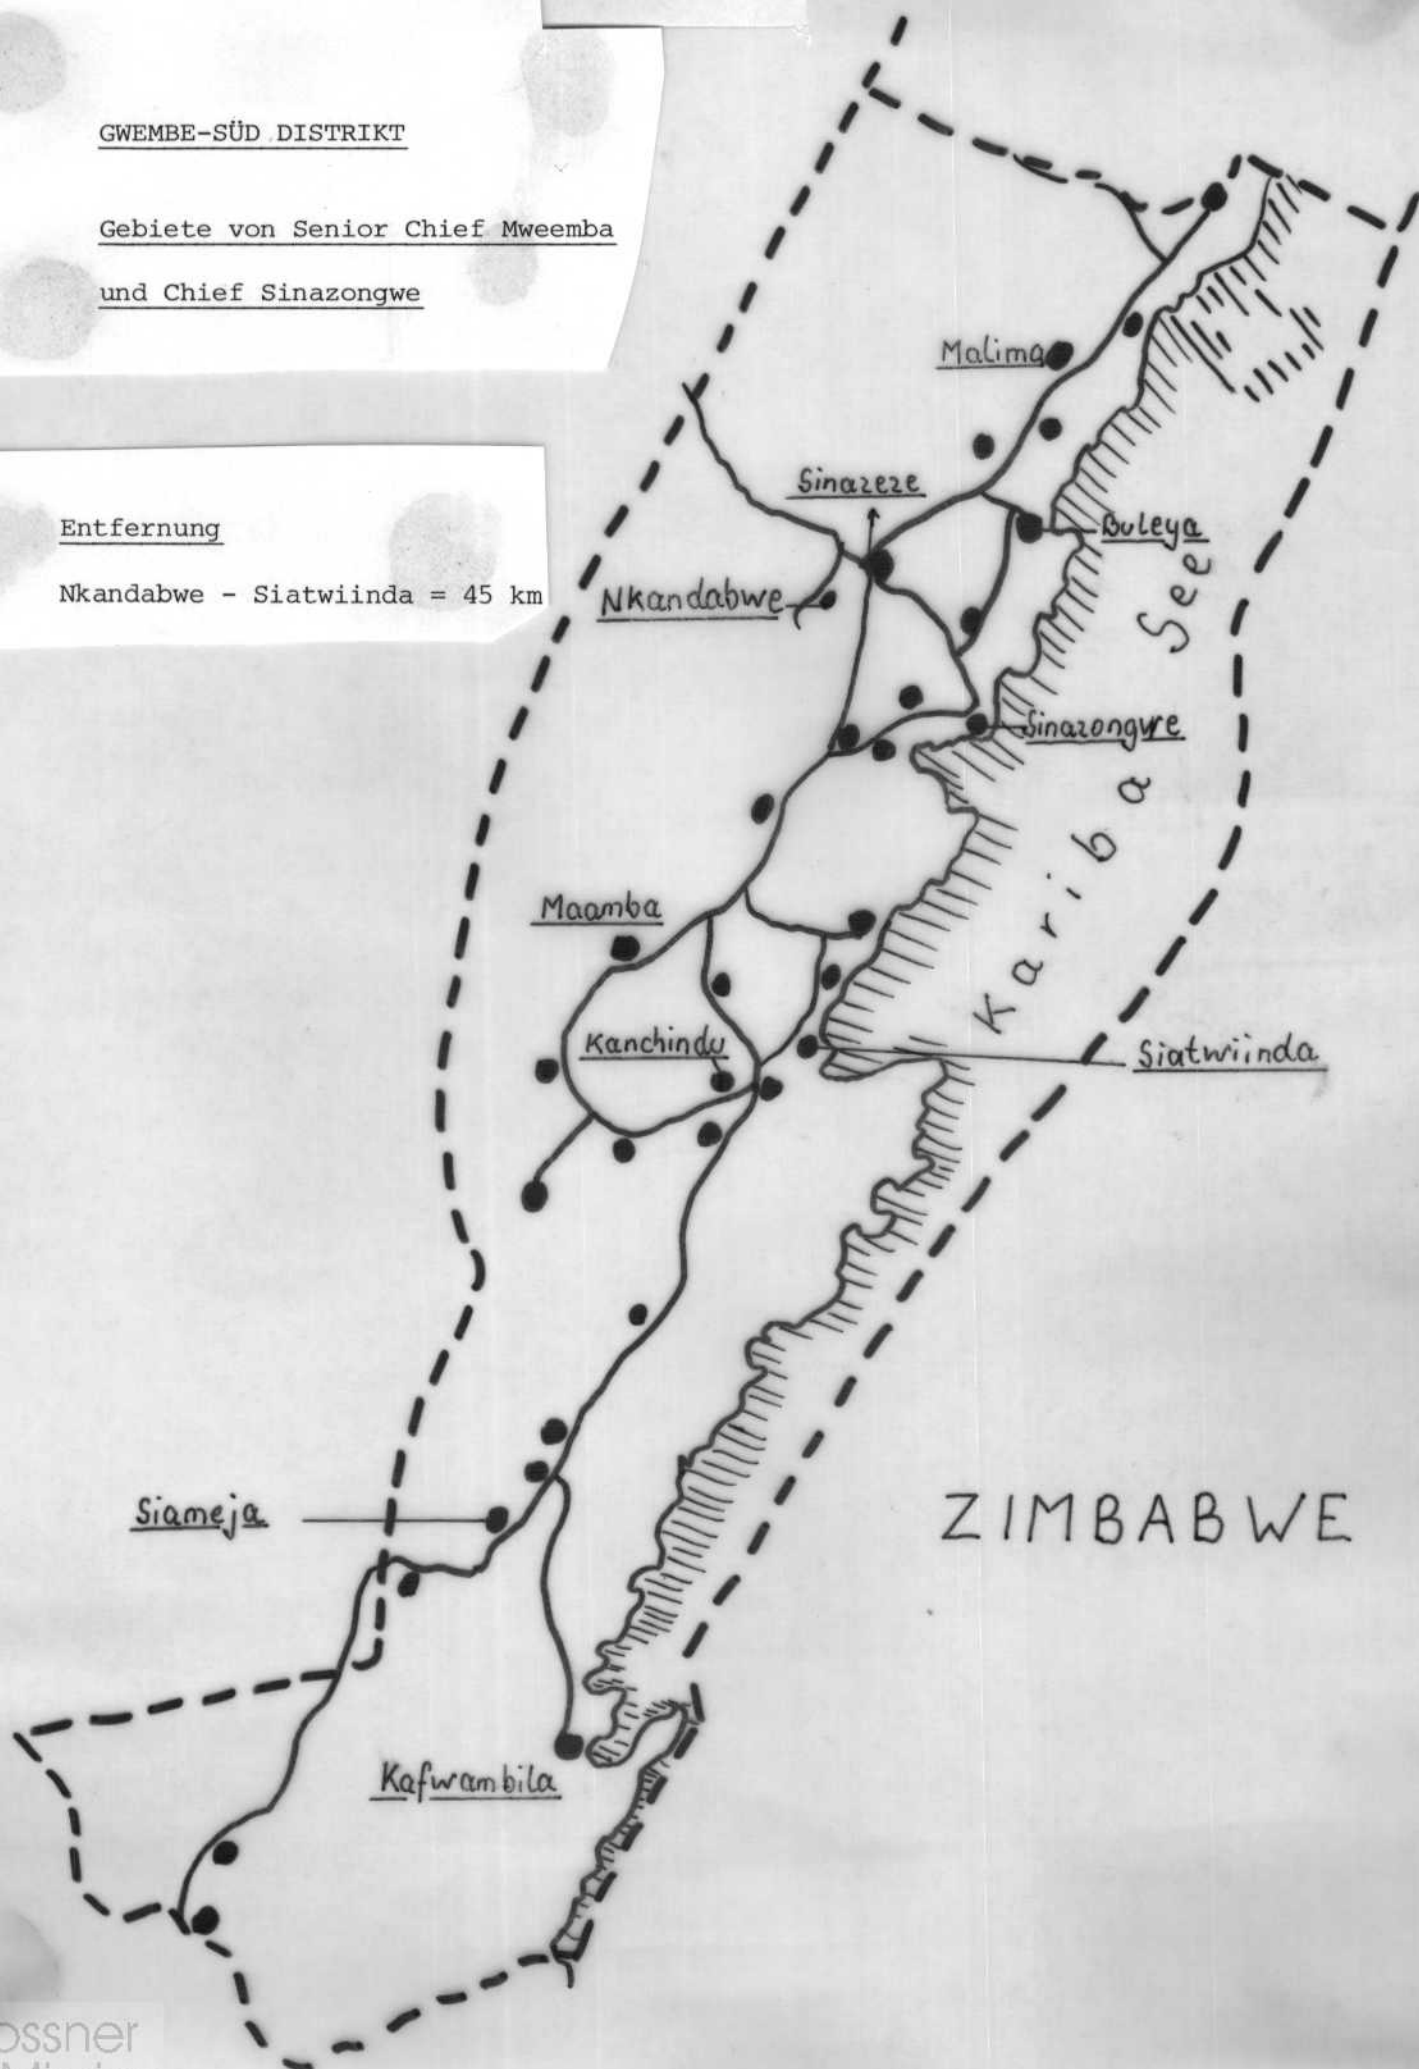 GWEMBE-SÜD DISTRIKT
Gebiete von Senior Chief Mweemba
und Chief Sinazongwe
Entfernung
Nkandabwe - Siatwiinda = 45 km
Malima
Sinazeze
Buleya
Nkandabwe
Sinazongwe
Kariba See
Maamba
Kanchindu
Siatwiinda
Siameja
ZIMBABWE
Kafwambila
ossner